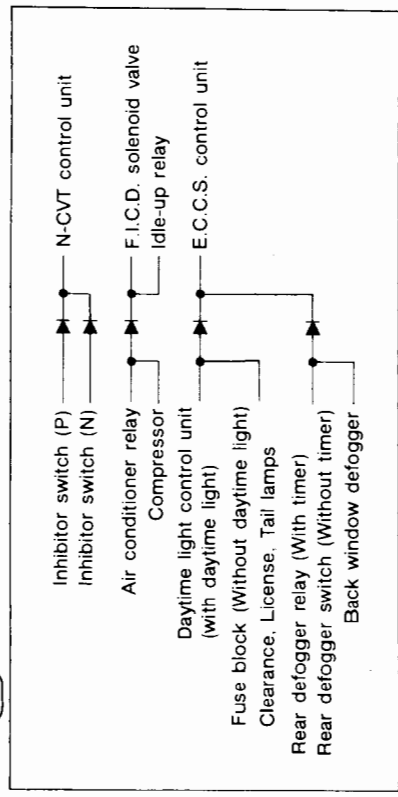 Inhibitor switch (P)
Inhibitor switch (N)
N-CVT control unit
Air conditioner relay
Compressor
F.I.C.D. solenoid valve
Idle-up relay
Daytime light control unit
(with daytime light)
E.C.C.S. control unit
Fuse block (Without daytime light)
Clearance, License, Tail lamps
Rear defogger relay (With timer)
Rear defogger switch (Without timer)
Back window defogger